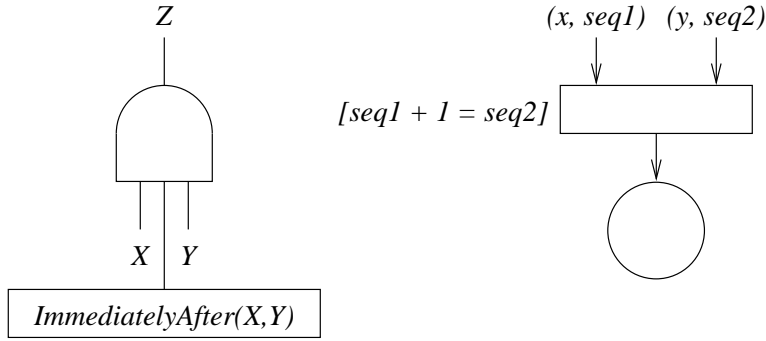 Z
X Y
ImmediatelyAfter(X,Y)
(x, seq1) (y, seq2)
[seq1 + 1 = seq2]